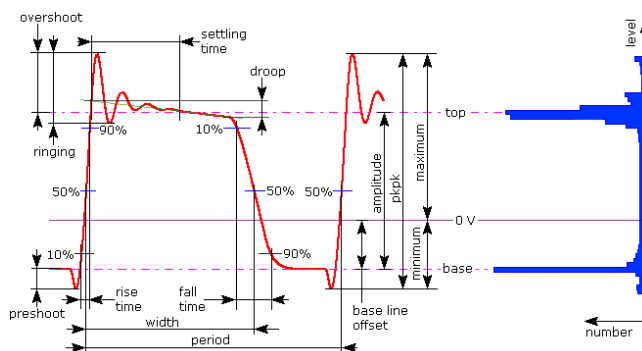 overshoot
settling
time
level
droop
top
90%
10%
ringing
maximum
amplitude
pkpk
50%
50%
50%
0 V
10%
90%
minimum
base
preshoot
rise
time
fall
time
base line
offset
number
width
period